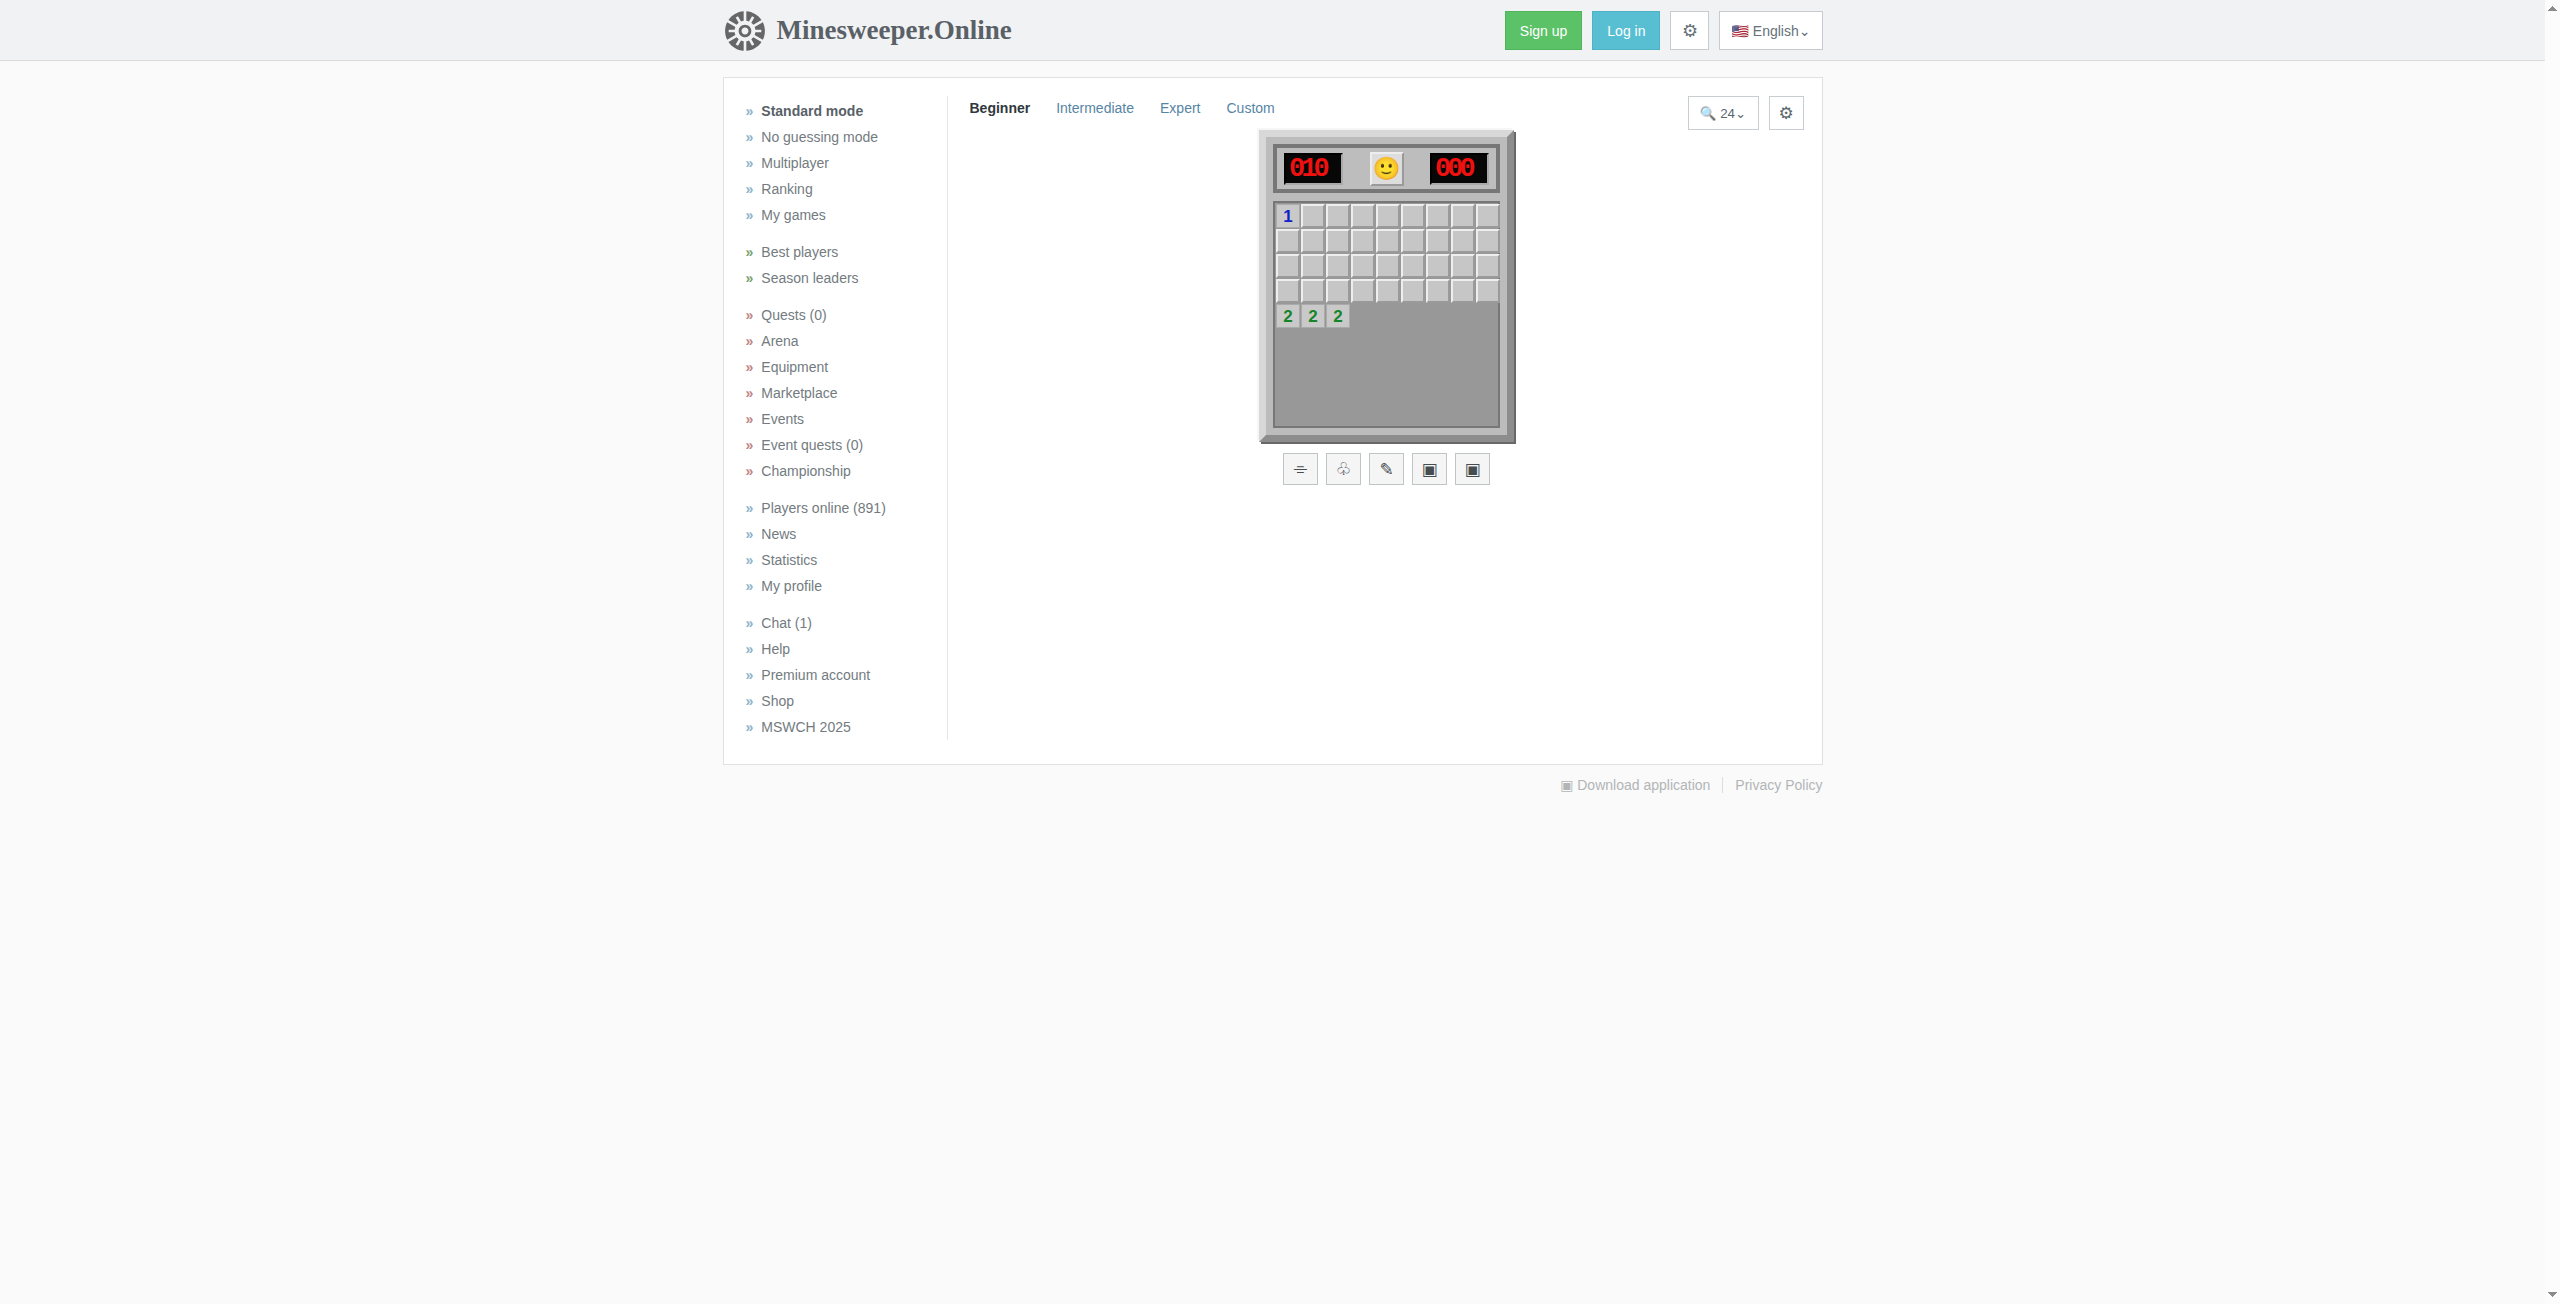 Minesweeper.Online
Sign up
Log in
English
» Standard mode
» No guessing mode
» Multiplayer
» Ranking
» My games
» Best players
» Season leaders
» Quests (0)
» Arena
» Equipment
» Marketplace
» Events
» Event quests (0)
» Championship
» Players online (891)
» News
» Statistics
» My profile
» Chat (1)
» Help
» Premium account
» Shop
» MSWCH 2025
Beginner Intermediate Expert Custom
24
010 000
1
2 2 2
Download application
Privacy Policy